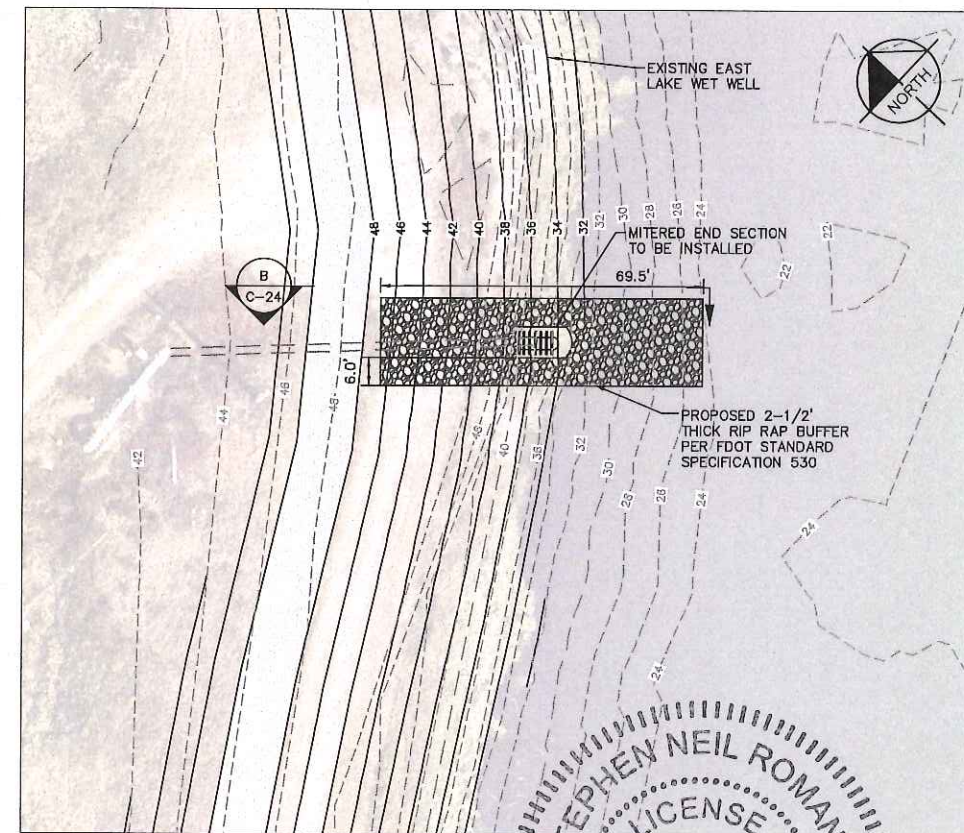 EXISTING EAST
LAKE WET WELL
NORTH
32
30
28
26
24
22
22
48
46
44
42
40
38
36
34
32
MITERED END SECTION
TO BE INSTALLED
69.5'
B
C-24
6.0'
PROPOSED 2-1/2'
THICK RIP RAP BUFFER
PER FDOT STANDARD
SPECIFICATION 530
42
44
46
48
46
40
36
32
30
28
26
24
24
24
STEPHEN NEIL ROMAN
LICENSE